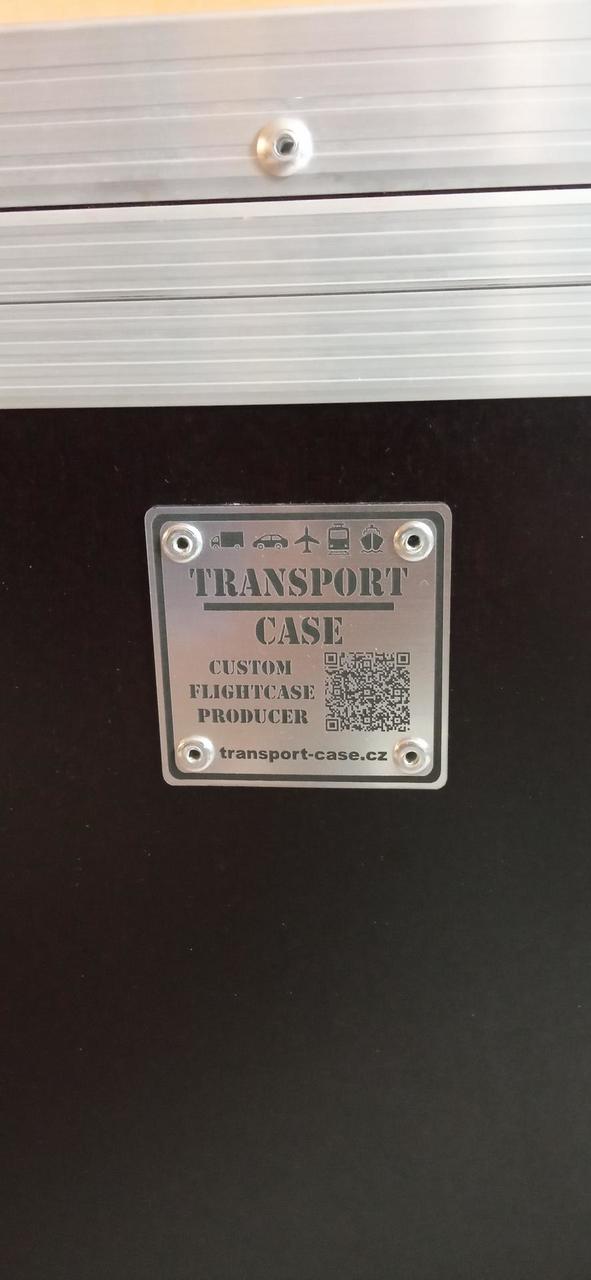 TRANSPORT
CASE
CUSTOM
FLIGHTCASE
PRODUCER
transport-case.cz